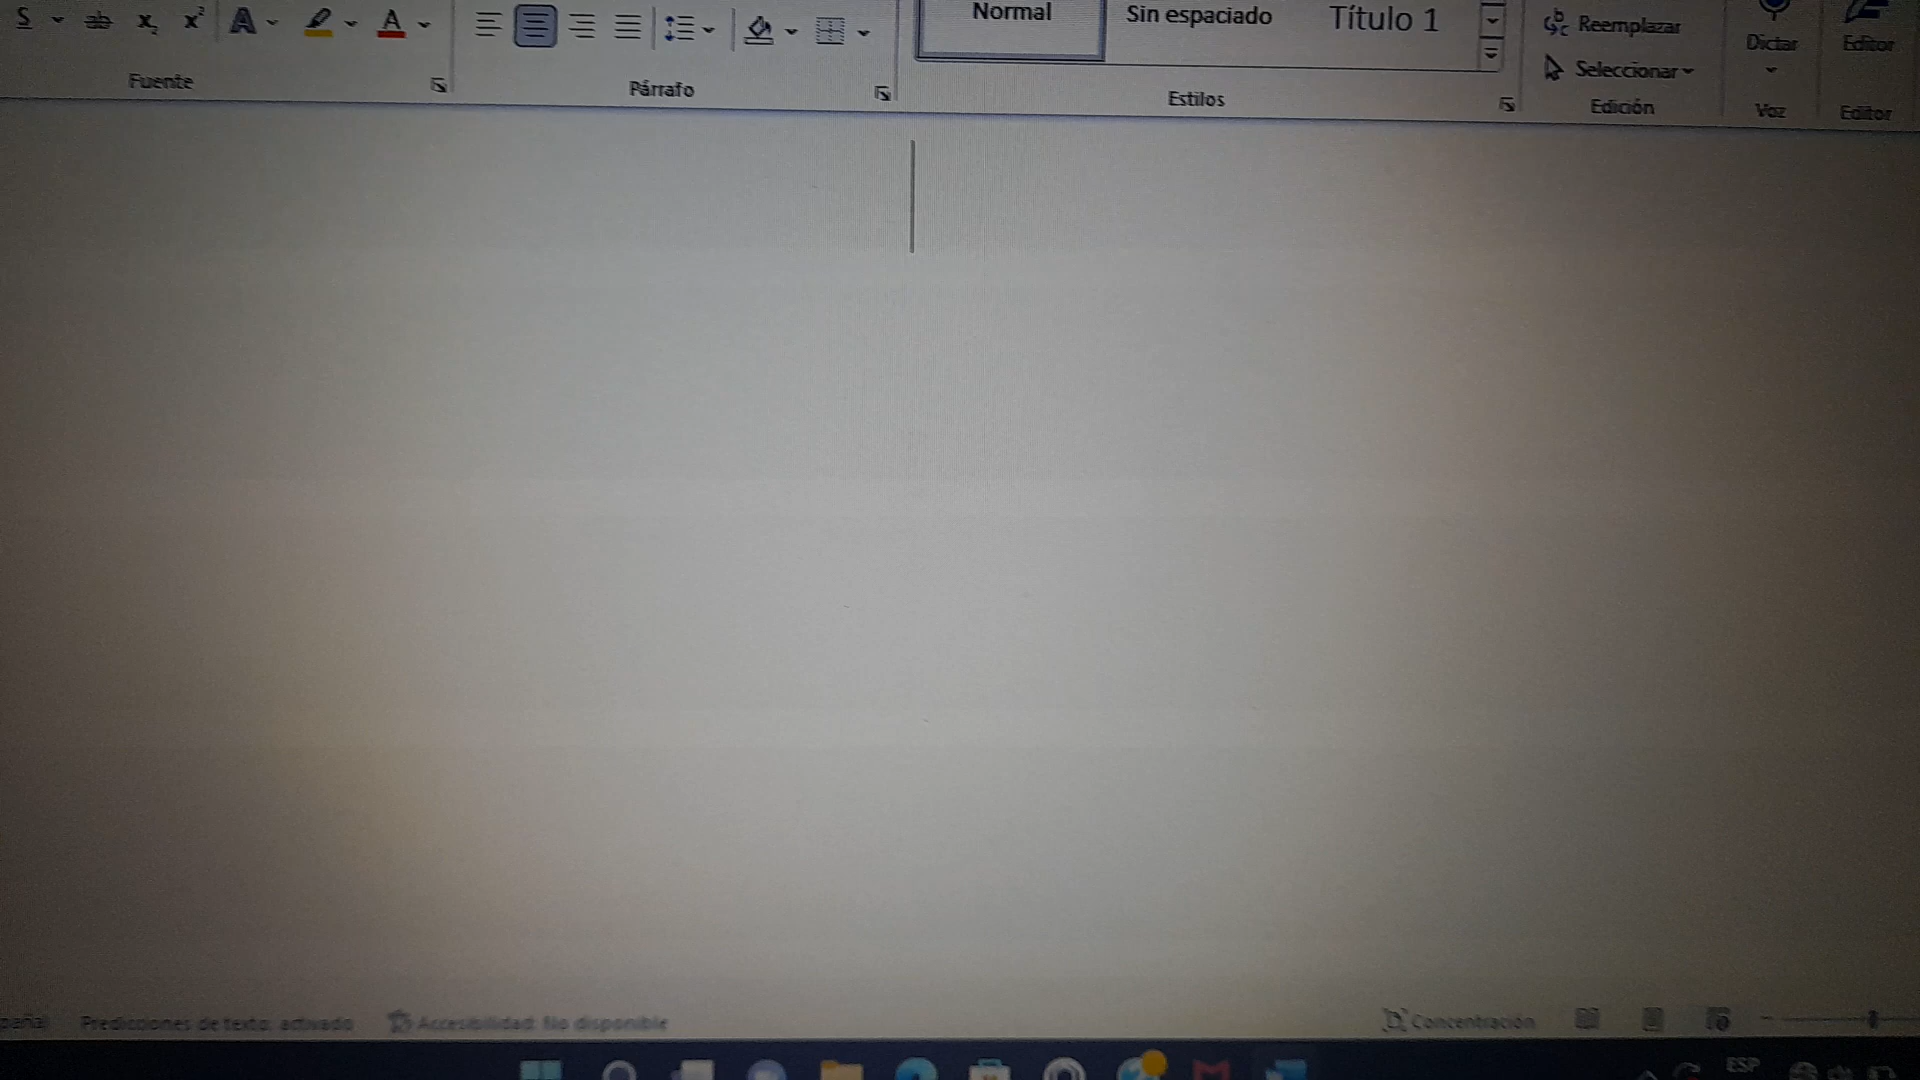 Normal
Sin espaciado
Título 1
Reemplazar
Seleccionar
Dictar
Editor
Fuente
Párrafo
Estilos
Edición
Voz
Editor
Predicciones de texto: activado
Accesibilidad: No disponible
Concentración
ESP